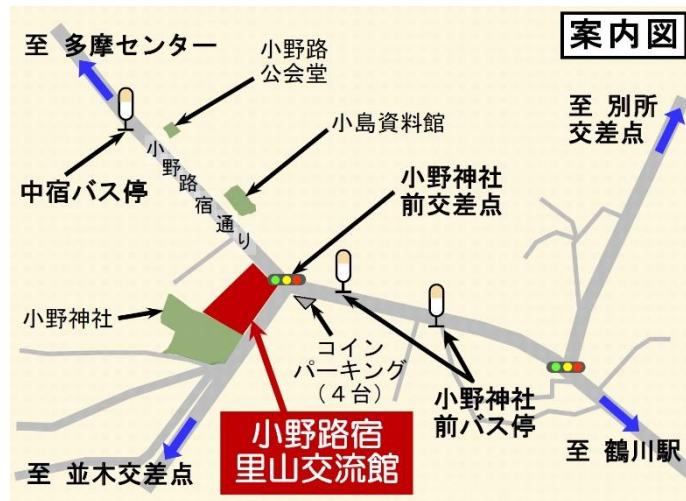 案内図
至 多摩センター
小野路
公会堂
小島資料館
至 別所
交差点
中宿バス停
小野路宿通り
小野神社
前交差点
小野神社
コイン
パーキング
（４台）
小野神社
前バス停
小野路宿
里山交流館
至 並木交差点
至 鶴川駅